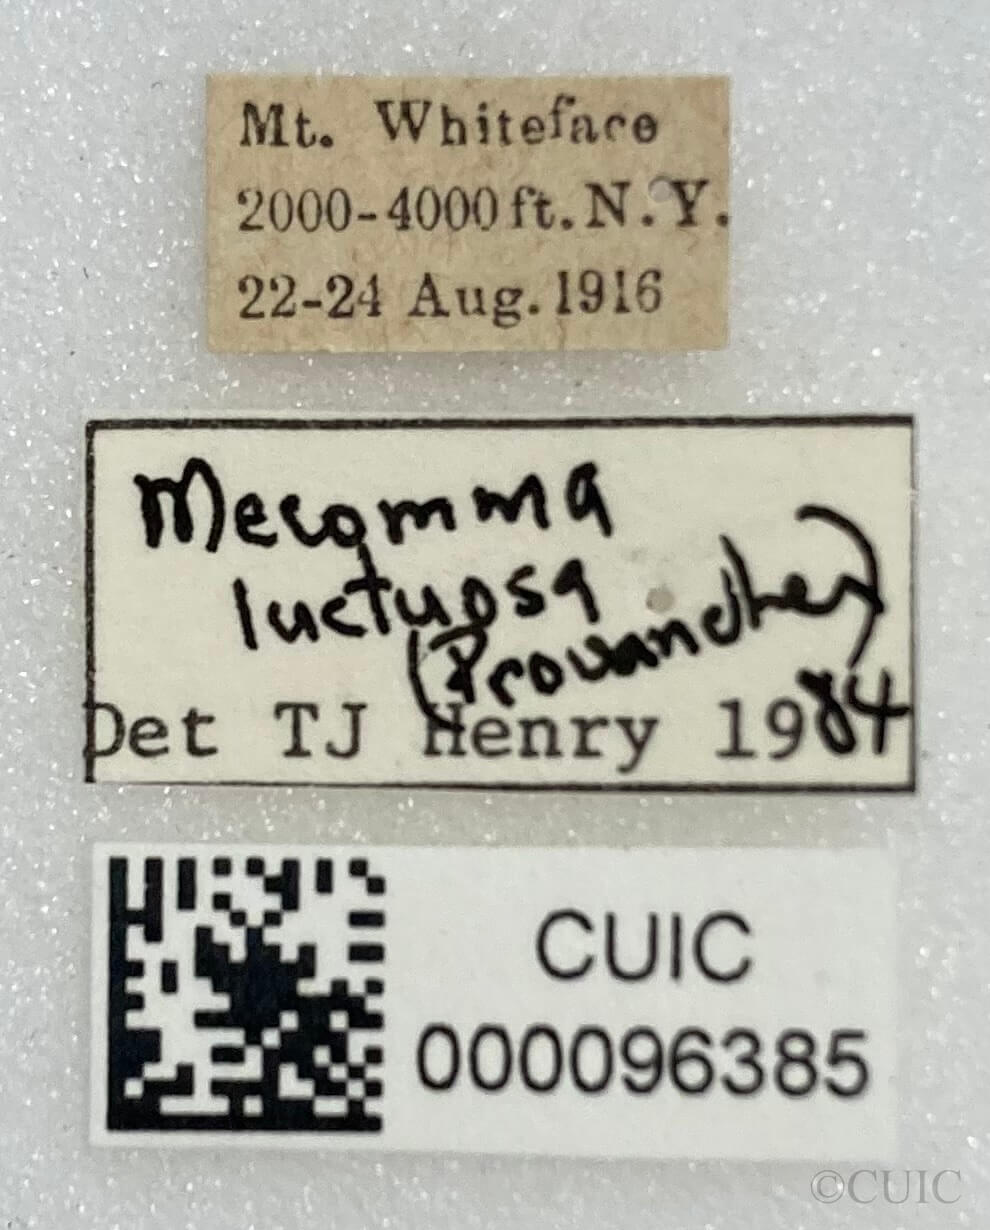 Mt. Whiteface
2000-4000 ft. N.Y.
22-24 Aug. 1916
Mecomma
luctuosa
(Provancher)
Det TJ Henry 1984
CUIC
000096385
©CUIC